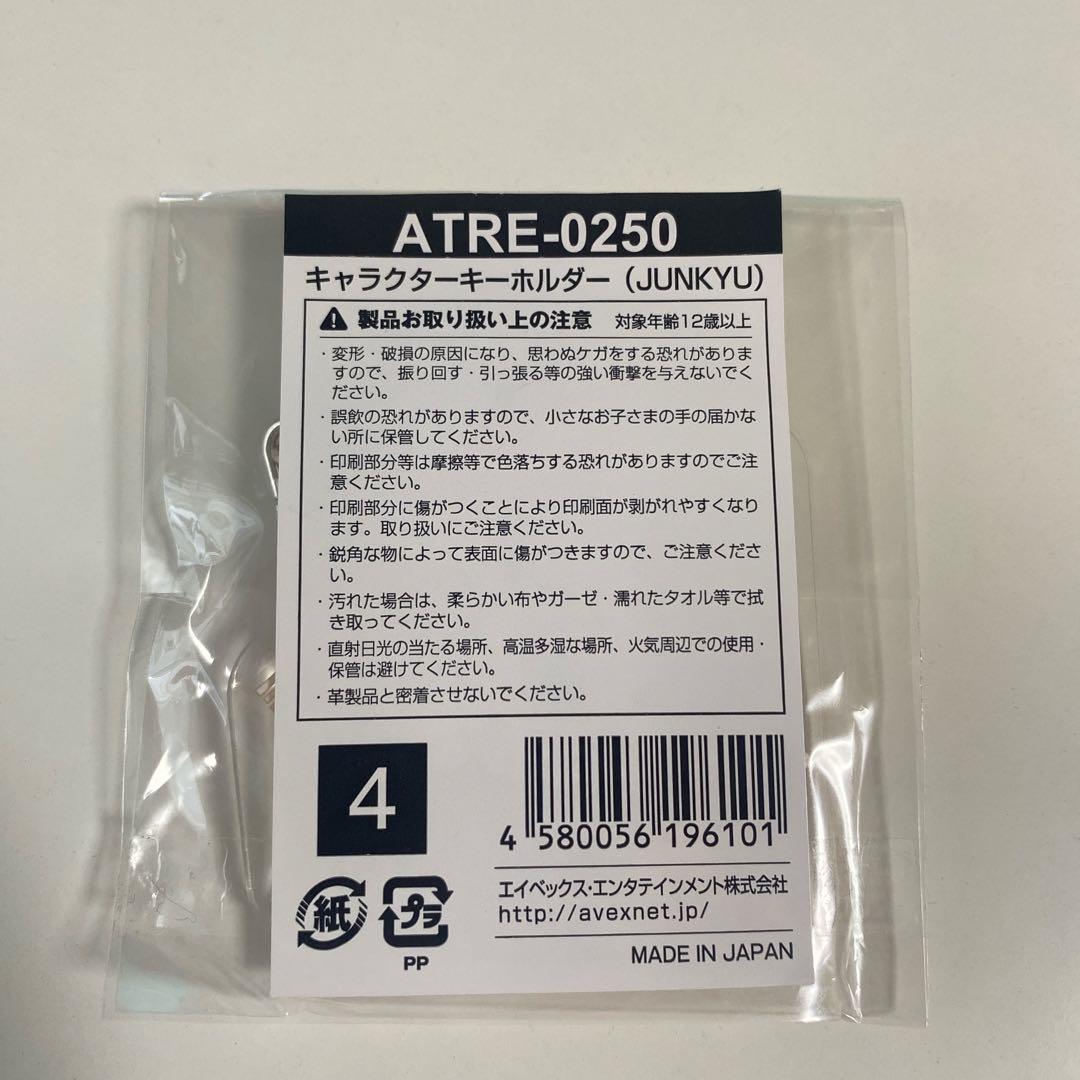 ATRE-0250
キャラクターキーホルダー（JUNKYU）
製品お取り扱い上の注意 対象年齢12歳以上
・変形・破損の原因になり、思わぬケガをする恐れがありま
すので、振り回す・引っ張る等の強い衝撃を与えないでく
ださい。
・誤飲の恐れがありますので、小さなお子さまの手の届かな
い所に保管してください。
・印刷部分等は摩擦等で色落ちする恐れがありますのでご注
意ください。
・印刷部分に傷がつくことにより印刷面が剥がれやすくなり
ます。取り扱いにご注意ください。
・鋭角な物によって表面に傷がつきますので、ご注意くださ
い。
・汚れた場合は、柔らかい布やガーゼ・濡れたタオル等で拭
き取ってください。
・直射日光の当たる場所、高温多湿な場所、火気周辺での使用・
保管は避けてください。
・革製品と密着させないでください。
4
4 580056 196101
エイベックス・エンタテインメント株式会社
http://avexnet.jp/
紙 プラ
PP
MADE IN JAPAN